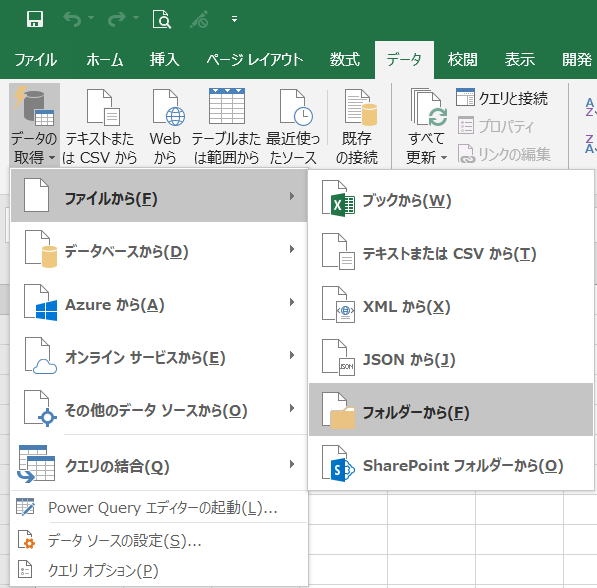 ファイル ホーム 挿入 ページ レイアウト 数式 データ 校閲 表示 開発
データの取得 テキストまたは CSV から Web から テーブルまたは範囲から 最近使ったソース 既存の接続 すべて更新 クエリと接続
プロパティ
リンクの編集
A Z
Z A
ファイルから(F)
データベースから(D)
Azure から(A)
オンライン サービスから(E)
その他のデータ ソースから(O)
クエリの結合(Q)
Power Query エディターの起動(L)...
データ ソースの設定(S)...
クエリ オプション(P)
ブックから(W)
テキストまたは CSV から(T)
XML から(X)
JSON から(J)
フォルダーから(F)
SharePoint フォルダーから(O)